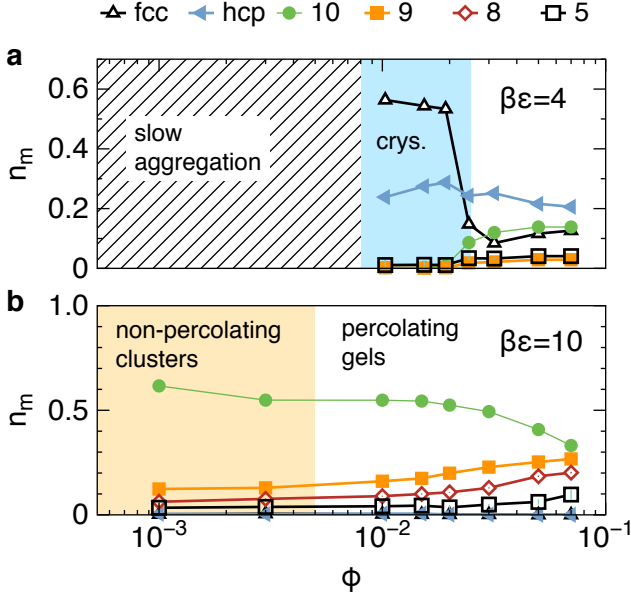 fcc hcp 10 9 8 5
a
βε=4
0.6
0.4
0.2
0
n_m
slow
aggregation
crys.
b
1.0
0.5
0
n_m
non-percolating
clusters
percolating
gels
βε=10
10⁻³ 10⁻² 10⁻¹
ϕ